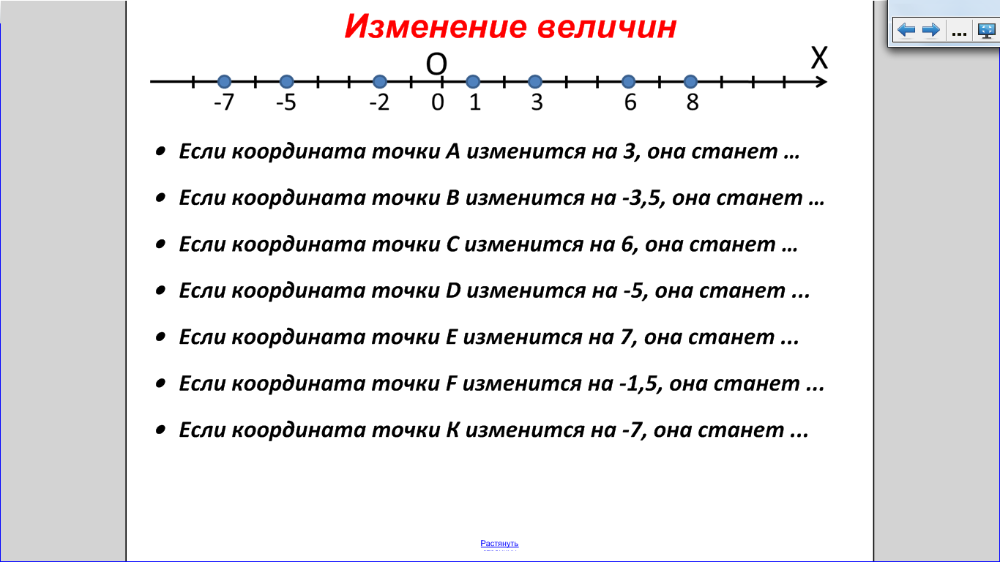 Изменение величин
O X
-7 -5 -2 0 1 3 6 8
• Если координата точки А изменится на 3, она станет …
• Если координата точки В изменится на -3,5, она станет …
• Если координата точки С изменится на 6, она станет …
• Если координата точки D изменится на -5, она станет ...
• Если координата точки Е изменится на 7, она станет ...
• Если координата точки F изменится на -1,5, она станет ...
• Если координата точки К изменится на -7, она станет ...
Растянуть